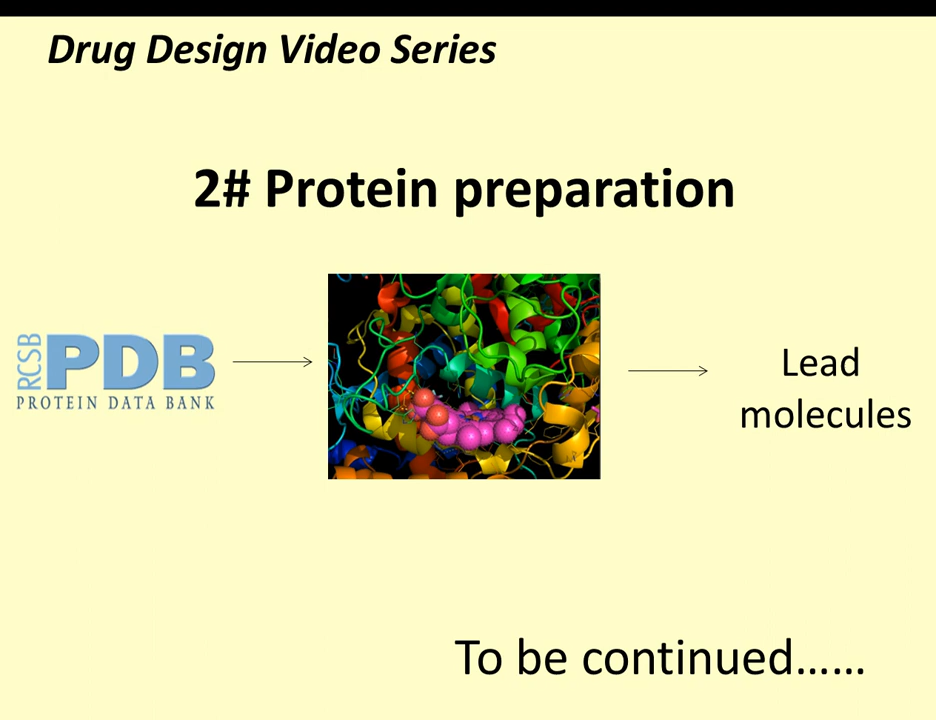 Drug Design Video Series
2# Protein preparation
RCSB
PDB
PROTEIN DATA BANK
Lead
molecules
To be continued……